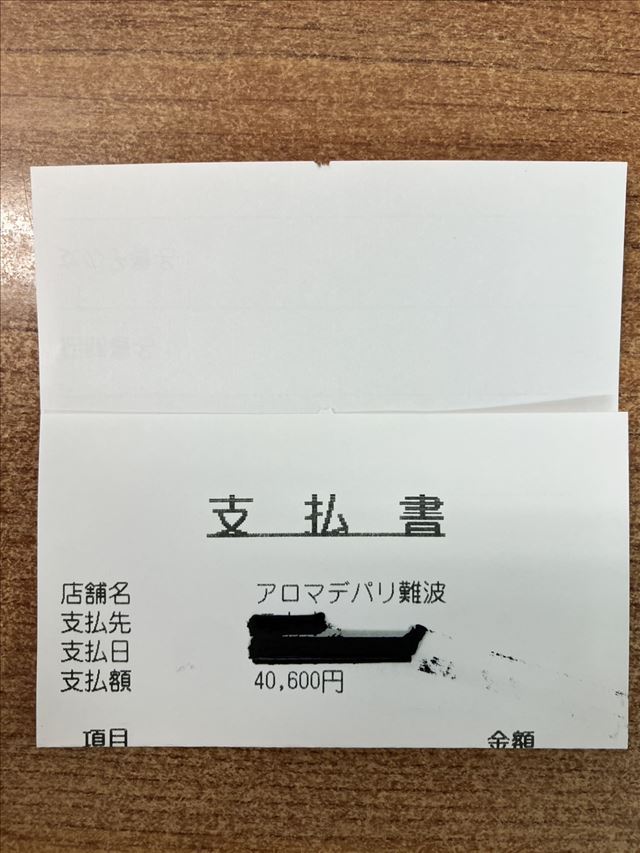 支払書
店舗名 アロマデパリ難波
支払先
支払日
支払額 40,600円
項目 金額